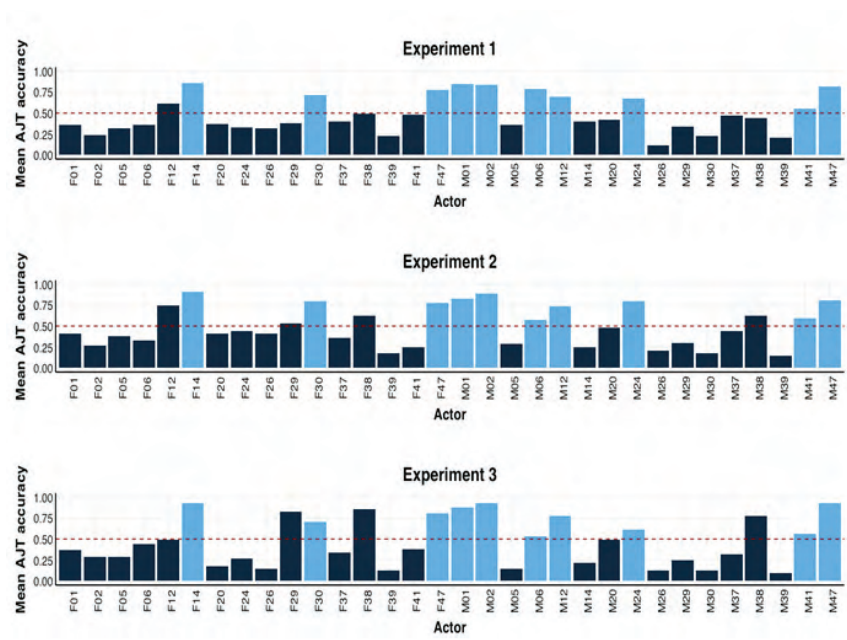 Experiment 1
Mean AJT accuracy
1.00
0.75
0.50
0.25
0.00
F01 F02 F05 F06 F12 F14 F20 F24 F26 F29 F30 F37 F38 F39 F41 F47 M01 M02 M05 M06 M12 M14 M20 M24 M26 M29 M30 M37 M38 M39 M41 M47
Actor
Experiment 2
Mean AJT accuracy
1.00
0.75
0.50
0.25
0.00
F01 F02 F05 F06 F12 F14 F20 F24 F26 F29 F30 F37 F38 F39 F41 F47 M01 M02 M05 M06 M12 M14 M20 M24 M26 M29 M30 M37 M38 M39 M41 M47
Actor
Experiment 3
Mean AJT accuracy
1.00
0.75
0.50
0.25
0.00
F01 F02 F05 F06 F12 F14 F20 F24 F26 F29 F30 F37 F38 F39 F41 F47 M01 M02 M05 M06 M12 M14 M20 M24 M26 M29 M30 M37 M38 M39 M41 M47
Actor